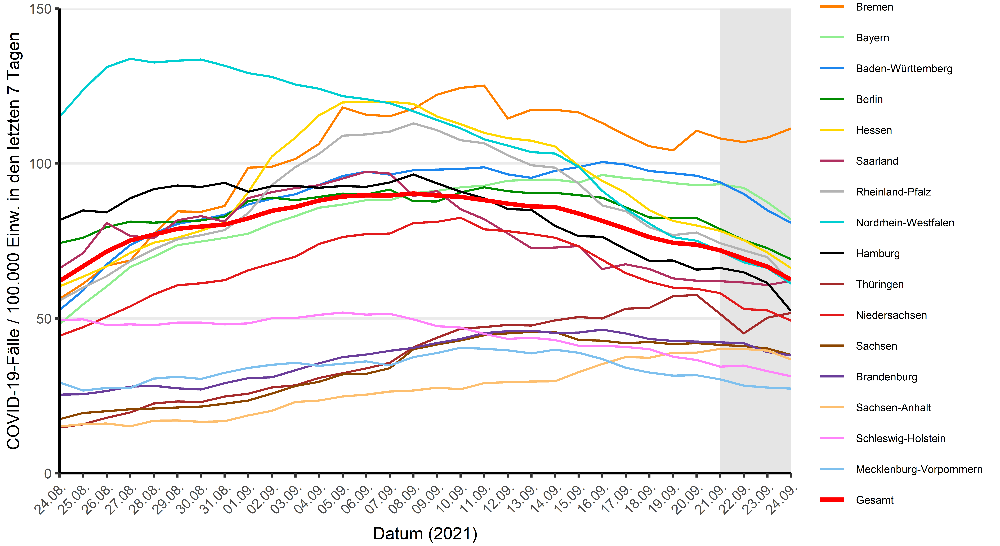 COVID-19-Fälle / 100.000 Einw. in den letzten 7 Tagen
150
100
50
0
24.08.
25.08.
26.08.
27.08.
28.08.
29.08.
30.08.
31.08.
01.09.
02.09.
03.09.
04.09.
05.09.
06.09.
07.09.
08.09.
09.09.
10.09.
11.09.
12.09.
13.09.
14.09.
15.09.
16.09.
17.09.
18.09.
19.09.
20.09.
21.09.
22.09.
23.09.
24.09.
Datum (2021)
Bremen
Bayern
Baden-Württemberg
Berlin
Hessen
Saarland
Rheinland-Pfalz
Nordrhein-Westfalen
Hamburg
Thüringen
Niedersachsen
Sachsen
Brandenburg
Sachsen-Anhalt
Schleswig-Holstein
Mecklenburg-Vorpommern
Gesamt